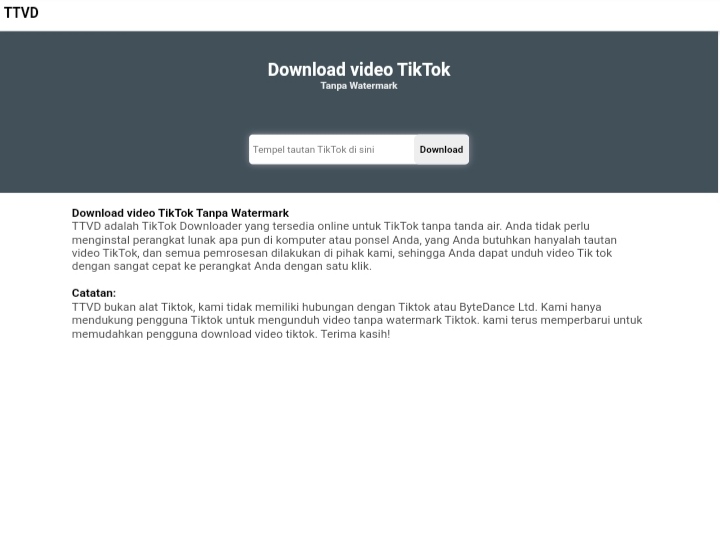 TTVD
Download video TikTok
Tanpa Watermark
Tempel tautan TikTok di sini
Download
Download video TikTok Tanpa Watermark
TTVD adalah TikTok Downloader yang tersedia online untuk TikTok tanpa tanda air. Anda tidak perlu
menginstal perangkat lunak apa pun di komputer atau ponsel Anda, yang Anda butuhkan hanyalah tautan
video TikTok, dan semua pemrosesan dilakukan di pihak kami, sehingga Anda dapat unduh video Tik tok
dengan sangat cepat ke perangkat Anda dengan satu klik.
Catatan:
TTVD bukan alat Tiktok, kami tidak memiliki hubungan dengan Tiktok atau ByteDance Ltd. Kami hanya
mendukung pengguna Tiktok untuk mengunduh video tanpa watermark Tiktok. kami terus memperbarui untuk
memudahkan pengguna download video tiktok. Terima kasih!